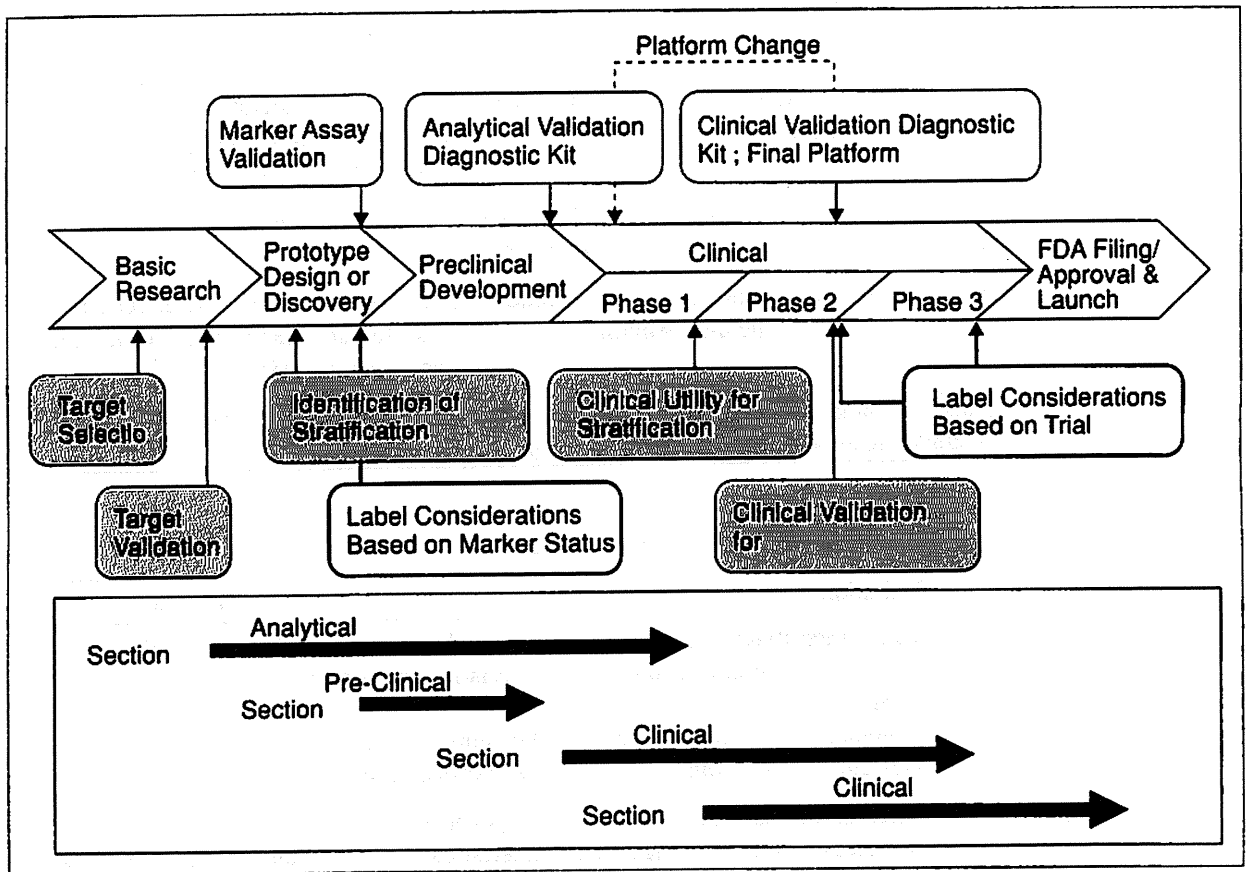 Platform Change
Marker Assay
Validation
Analytical Validation
Diagnostic Kit
Clinical Validation Diagnostic
Kit ; Final Platform
Basic
Research
Prototype
Design or
Discovery
Preclinical
Development
Clinical
Phase 1
Phase 2
Phase 3
FDA Filing/
Approval &
Launch
Target
Selectio
Identification of
Stratification
Clinical Utility for
Stratification
Label Considerations
Based on Trial
Target
Validation
Label Considerations
Based on Marker Status
Clinical Validation
for
Analytical
Section
Pre-Clinical
Section
Clinical
Section
Clinical
Section